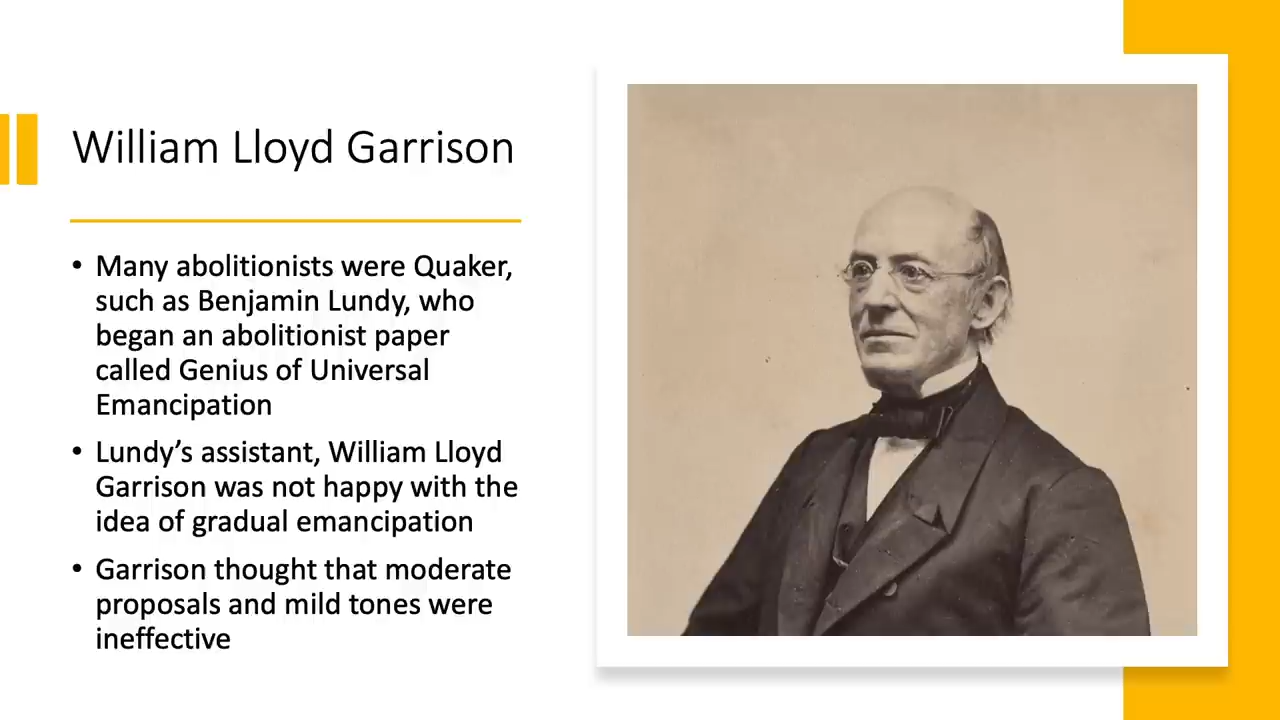 William Lloyd Garrison
• Many abolitionists were Quaker,
such as Benjamin Lundy, who
began an abolitionist paper
called Genius of Universal
Emancipation
• Lundy’s assistant, William Lloyd
Garrison was not happy with the
idea of gradual emancipation
• Garrison thought that moderate
proposals and mild tones were
ineffective